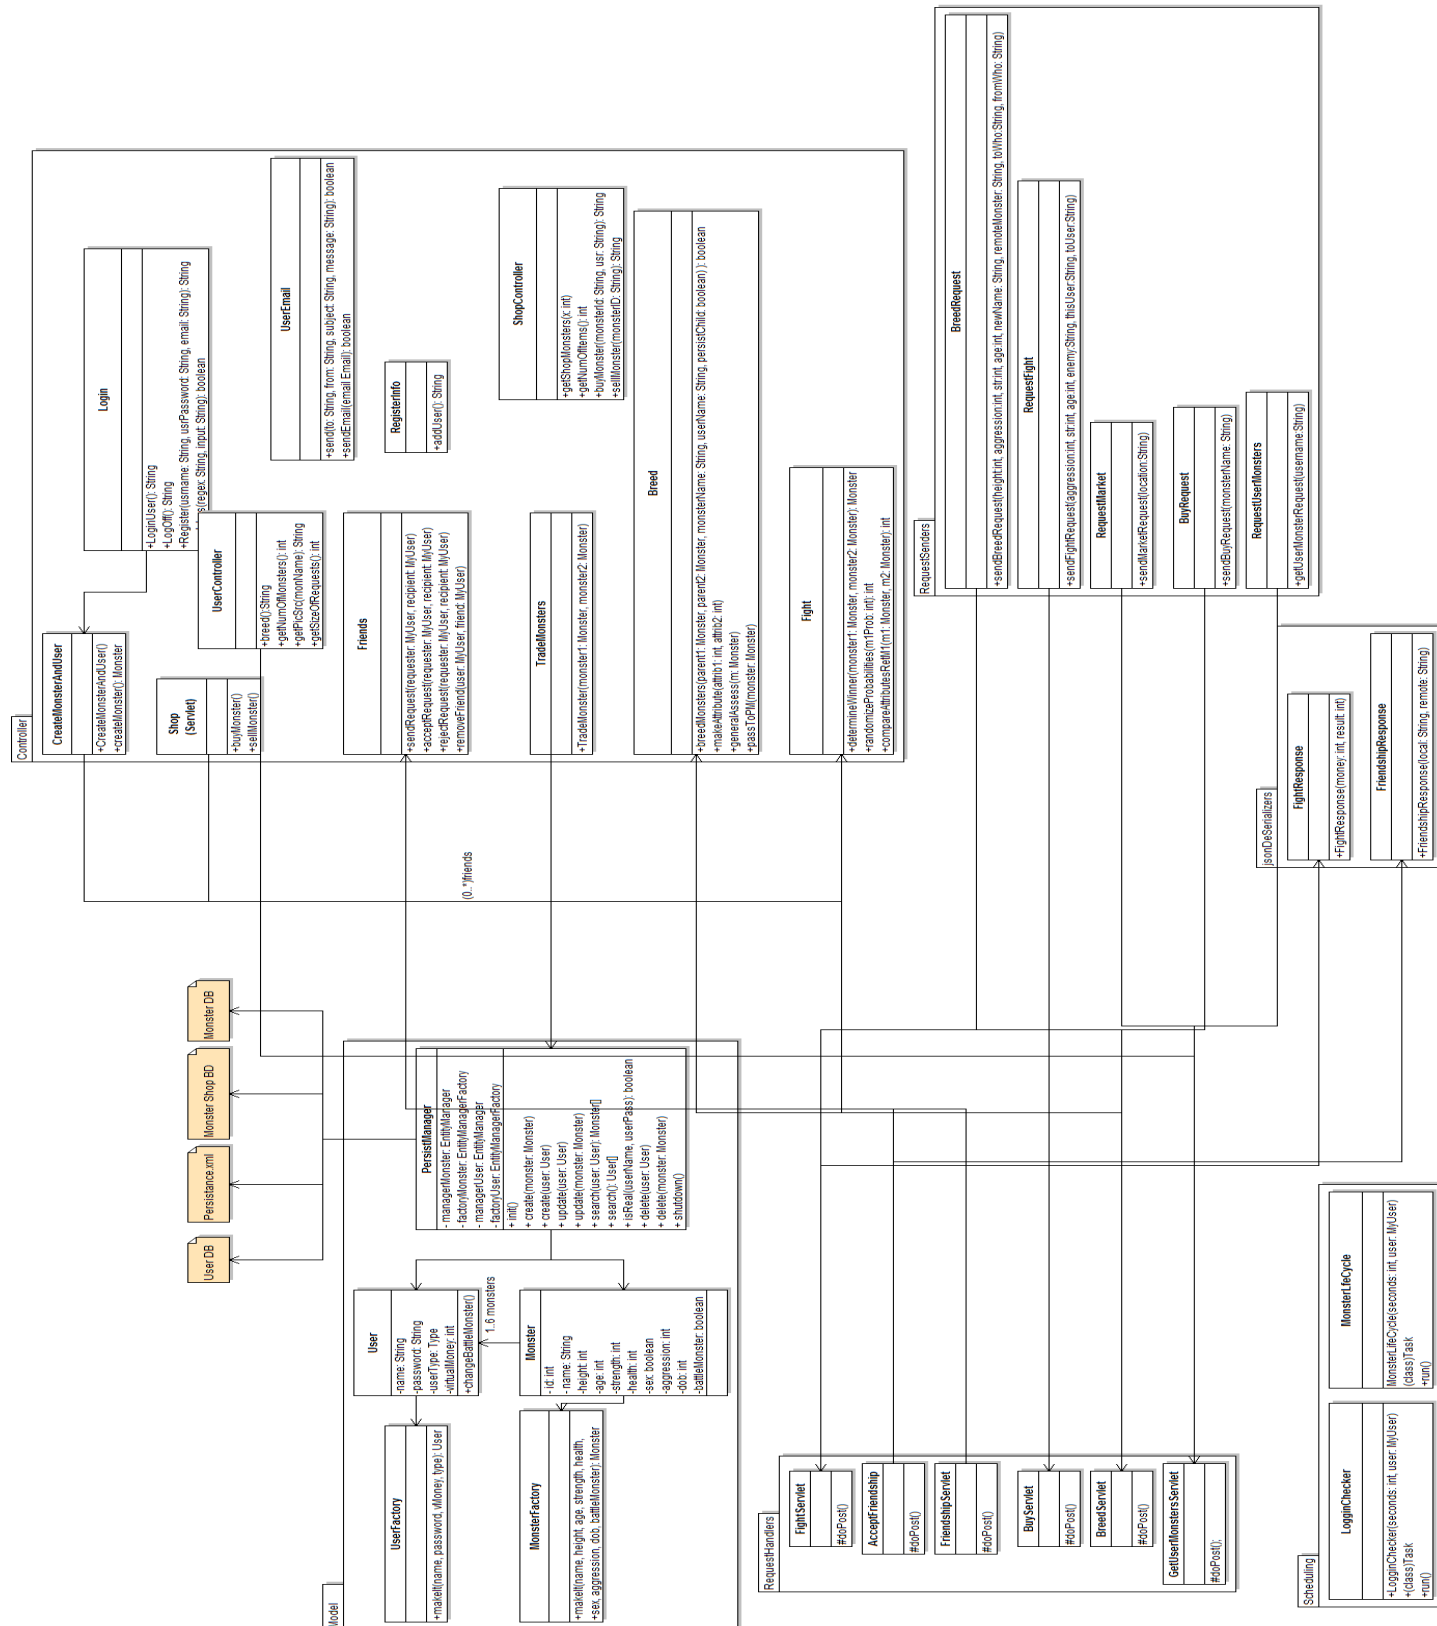 Controller
CreateMonsterAndUser
+CreateMonsterAndUser()
+createMonster(): Monster
Login
+LoginUser(): String
+LogOff(): String
+Register(usrname: String, usrPassword: String, email: String): String
(regex: String, input: String): boolean
Shop
(Servlet)
+buyMonster()
+sellMonster()
UserController
+breed():String
+getNumOfMonsters(): int
+getPicSrc(monName): String
+getSizeOfRequests(): int
UserEmail
+send(to: String, from: String, subject: String, message: String): boolean
+sendEmail(email Email): boolean
Friends
+sendRequest(requester: MyUser, recipient: MyUser)
+acceptRequest(requester: MyUser, recipient: MyUser)
+rejectRequest(requester: MyUser, recipient: MyUser)
+removeFriend(user: MyUser, friend: MyUser)
RegisterInfo
+addUser(): String
TradeMonsters
+TradeMonster(monster1: Monster, monster2: Monster)
ShopController
+getShopMonsters(x: int)
+getNumOfItems(): int
+buyMonster(monsterId: String, usr: String): String
+sellMonster(monsterID: String): String
Breed
+breedMonsters(parent1: Monster, parent2: Monster, monsterName: String, userName: String, persistChild: boolean) ): boolean
+makeAttribute(attrib1: int, attrib2: int)
+generalAssess(m: Monster)
+passToPM(monster: Monster)
Fight
+determineWinner(monster1: Monster, monster2: Monster): Monster
+randomizeProbabilities(m1Prob: int): int
+compareAttributesRetM1(m1: Monster, m2: Monster): int
RequestSenders
BreedRequest
+sendBreedRequest(height:int, aggression:int, str:int, age:int, newName: String, remoteMonster: String, toWho:String, fromWho: String)
RequestFight
+sendFightRequest(aggression:int, str:int, age:int, enemy:String, thisUser:String, toUser:String)
RequestMarket
+sendMarketRequest(location:String)
BuyRequest
+sendBuyRequest(monsterName: String)
RequestUserMonsters
+getUserMonsterRequest(username:String)
jsonDeSerializers
FightResponse
+FightResponse(money: int, result: int)
FriendshipResponse
+FriendshipResponse(local: String, remote: String)
(0..*)friends
User DB
Persistance.xml
Monster Shop BD
Monster DB
Model
PersistManager
- managerMonster: EntityManager
- factoryMonster: EntityManagerFactory
- managerUser: EntityManager
- factoryUser: EntityManagerFactory
+ init()
+ create(monster: Monster)
+ create(user: User)
+ update(user: User)
+ update(monster: Monster)
+ search(user: User): Monster[]
+ search(): User[]
+ isReal(userName, userPass): boolean
+ delete(user: User)
+ delete(monster: Monster)
+ shutdown()
User
-name: String
-password: String
-userType: Type
-virtualMoney: int
+changeBattleMonster()
1..6 monsters
Monster
- id: int
- name: String
-height: int
-age: int
-strength: int
-health: int
-sex: boolean
-aggression: int
-dob: int
-battleMonster: boolean
UserFactory
+makeIt(name, password, vMoney, type): User
MonsterFactory
+makeIt(name, height, age, strength, health,
+sex, aggression, dob, battleMonster): Monster
RequestHandlers
FightServlet
#doPost()
AcceptFriendship
#doPost()
FriendshipServlet
#doPost()
BuyServlet
#doPost()
BreedServlet
#doPost()
GetUserMonstersServlet
#doPost();
Scheduling
LogginChecker
+LogginChecker(seconds: int, user: MyUser)
+(class)Task
+run()
MonsterLifeCycle
MonsterLifeCycle(seconds: int, user: MyUser)
(class)Task
+run()